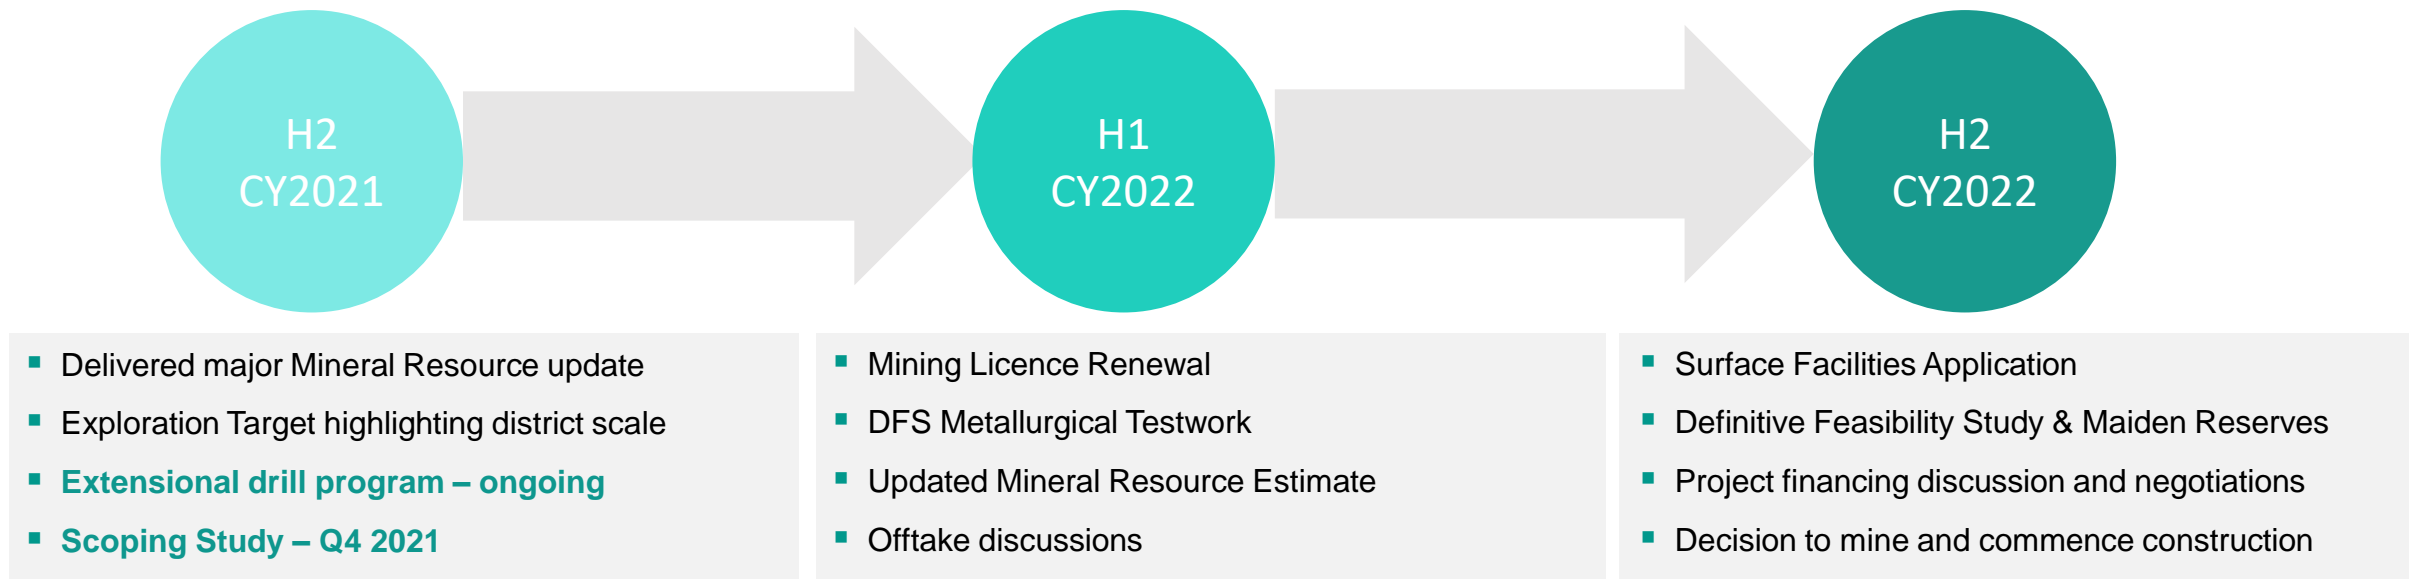 H2
CY2021
H1
CY2022
H2
CY2022
Delivered major Mineral Resource update
Exploration Target highlighting district scale
Extensional drill program – ongoing
Scoping Study – Q4 2021
Mining Licence Renewal
DFS Metallurgical Testwork
Updated Mineral Resource Estimate
Offtake discussions
Surface Facilities Application
Definitive Feasibility Study & Maiden Reserves
Project financing discussion and negotiations
Decision to mine and commence construction